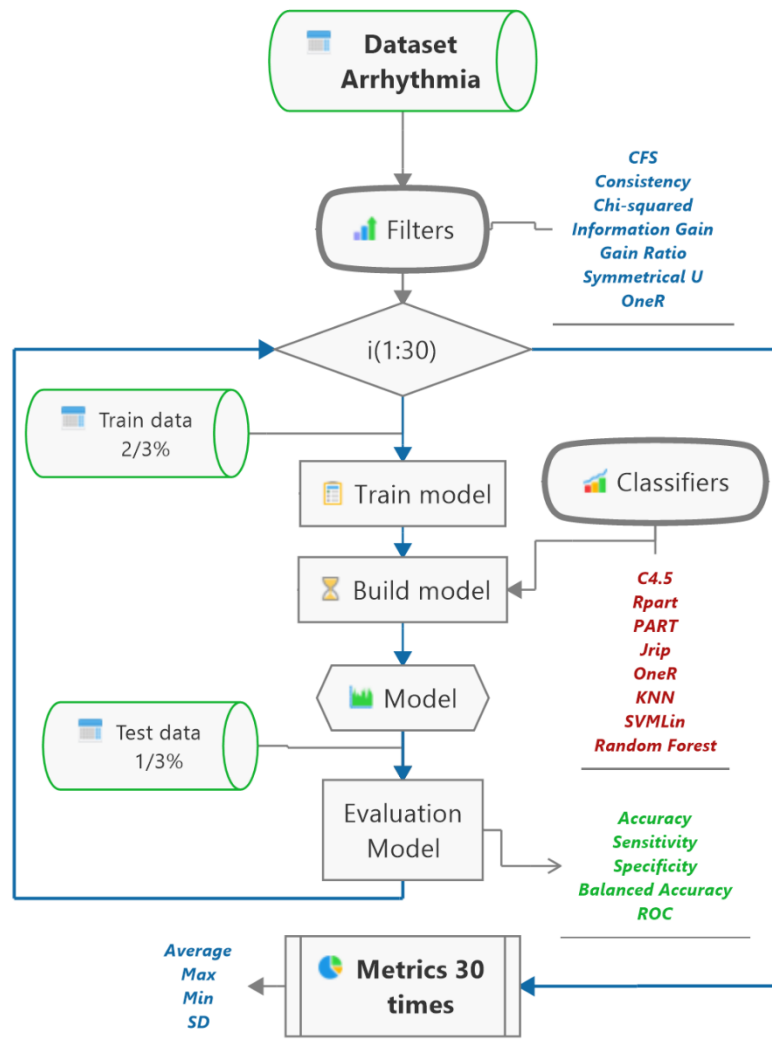 Dataset
Arrhythmia
Filters
CFS
Consistency
Chi-squared
Information Gain
Gain Ratio
Symmetrical U
OneR
i(1:30)
Train data
2/3%
Train model
Classifiers
Build model
C4.5
Rpart
PART
Jrip
OneR
KNN
SVMLin
Random Forest
Model
Test data
1/3%
Evaluation
Model
Accuracy
Sensitivity
Specificity
Balanced Accuracy
ROC
Metrics 30
times
Average
Max
Min
SD